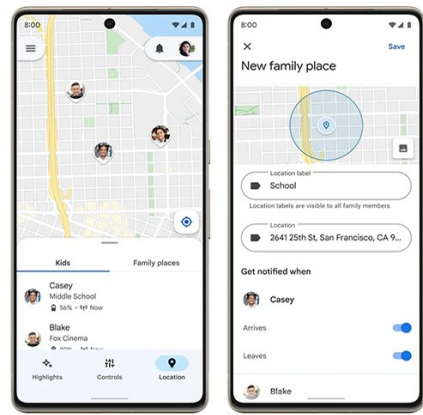 8:00
Kids
Family places
Casey
Middle School
56% • Now
Blake
Fox Cinema
Highlights
Controls
Location
8:00
Save
New family place
Location label
School
Location labels are visible to all family members
Location
2641 25th St, San Francisco, CA 9...
Get notified when
Casey
Arrives
Leaves
Blake